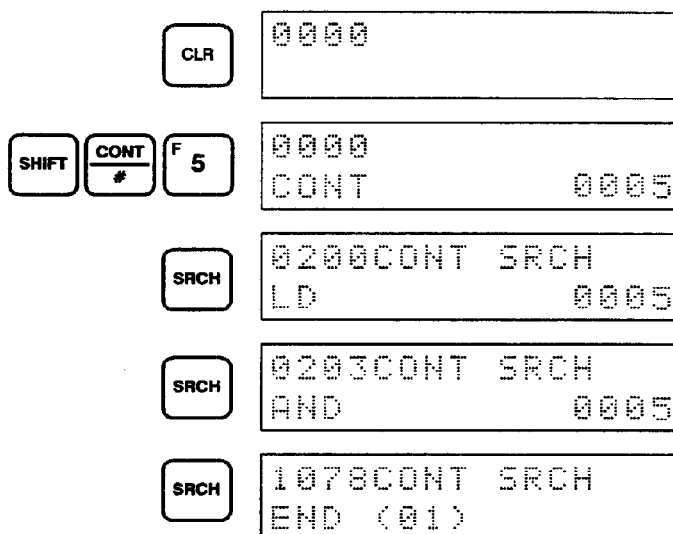 CLR
0000
SHIFT CONT # F 5
0000
CONT 0005
SRCH
0200CONT SRCH
LD 0005
SRCH
0203CONT SRCH
AND 0005
SRCH
1078CONT SRCH
END (01)